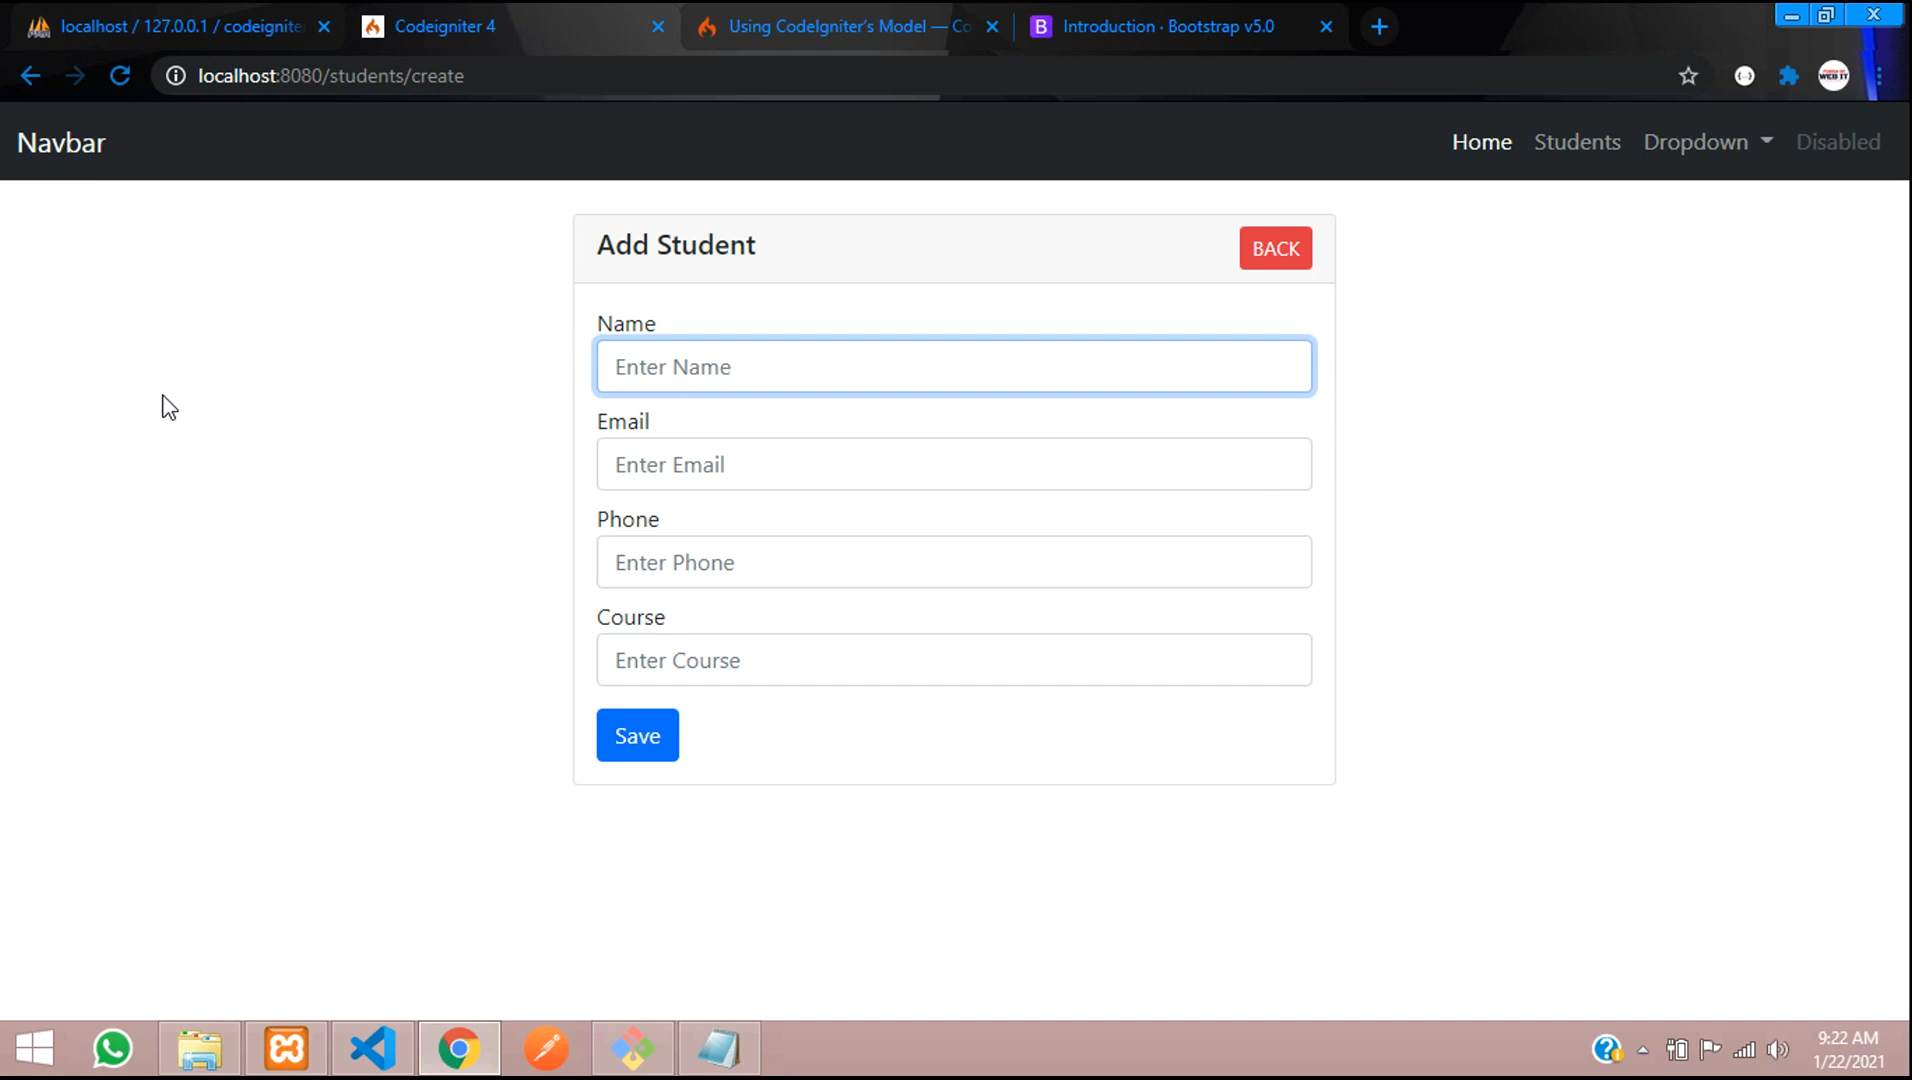 localhost / 127.0.0.1 / codeignite
Codeigniter 4
Using CodeIgniter's Model — Co
Introduction · Bootstrap v5.0
localhost:8080/students/create
WEB IT
Navbar
Home
Students
Dropdown
Disabled
Add Student
BACK
Name
Enter Name
Email
Enter Email
Phone
Enter Phone
Course
Enter Course
Save
9:22 AM
1/22/2021